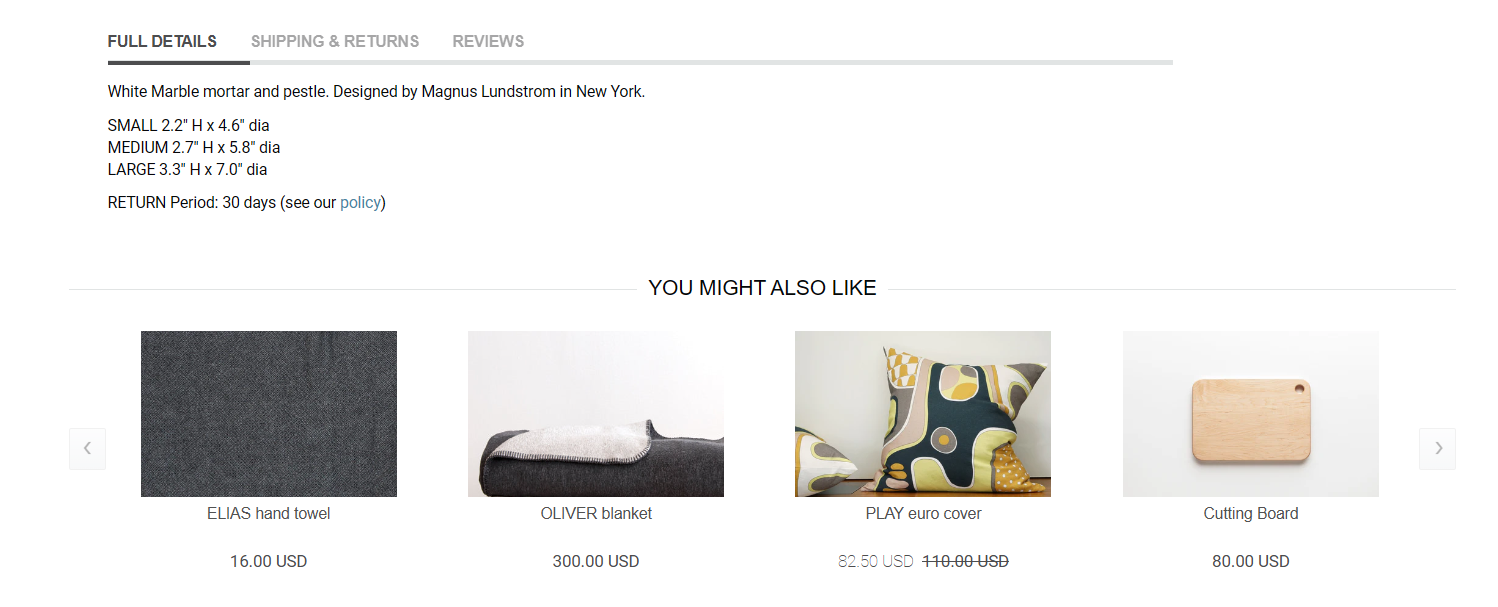 FULL DETAILS SHIPPING & RETURNS REVIEWS
White Marble mortar and pestle. Designed by Magnus Lundstrom in New York.
SMALL 2.2" H x 4.6" dia
MEDIUM 2.7" H x 5.8" dia
LARGE 3.3" H x 7.0" dia
RETURN Period: 30 days (see our policy)
YOU MIGHT ALSO LIKE
ELIAS hand towel OLIVER blanket PLAY euro cover Cutting Board
16.00 USD 300.00 USD 82.50 USD 110.00 USD 80.00 USD